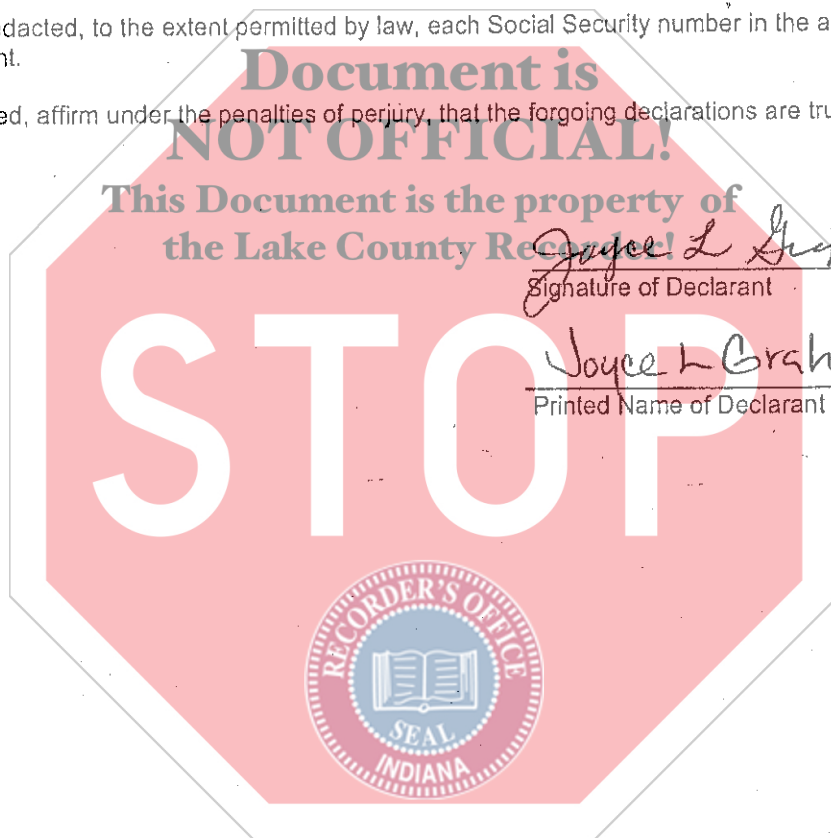 dacted, to the extent permitted by law, each Social Security number in the a
nt.
Document is
ed, affirm under the penalties of perjury, that the forgoing declarations are tru
NOT OFFICIAL!
This Document is the property of
the Lake County Recorder!
Joyce L
Signature of Declarant
Joyce L Grah
Printed Name of Declarant
STOP
RECORDER'S OFFICE
SEAL
INDIANA